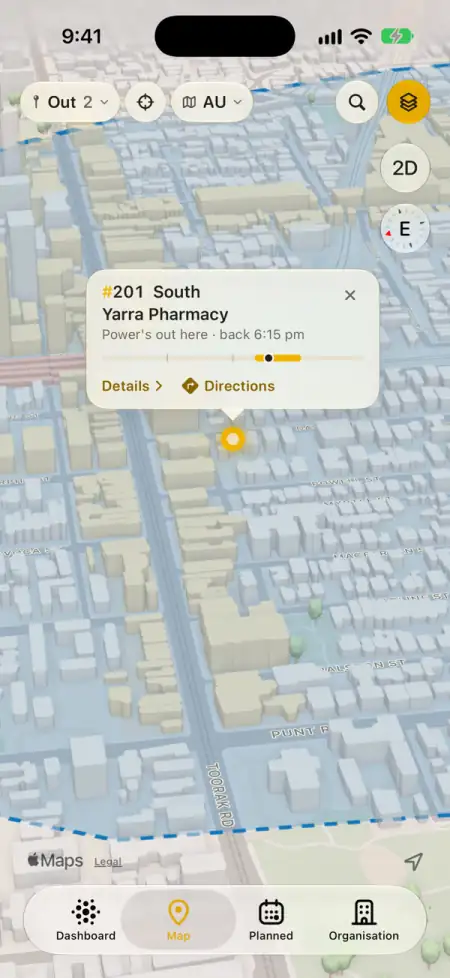 9:41
Out 2
AU
2D
E
#201 South
Yarra Pharmacy
Power's out here · back 6:15 pm
Details
Directions
PUNT R
TOORAK RD
Maps
Legal
Dashboard
Map
Planned
Organisation